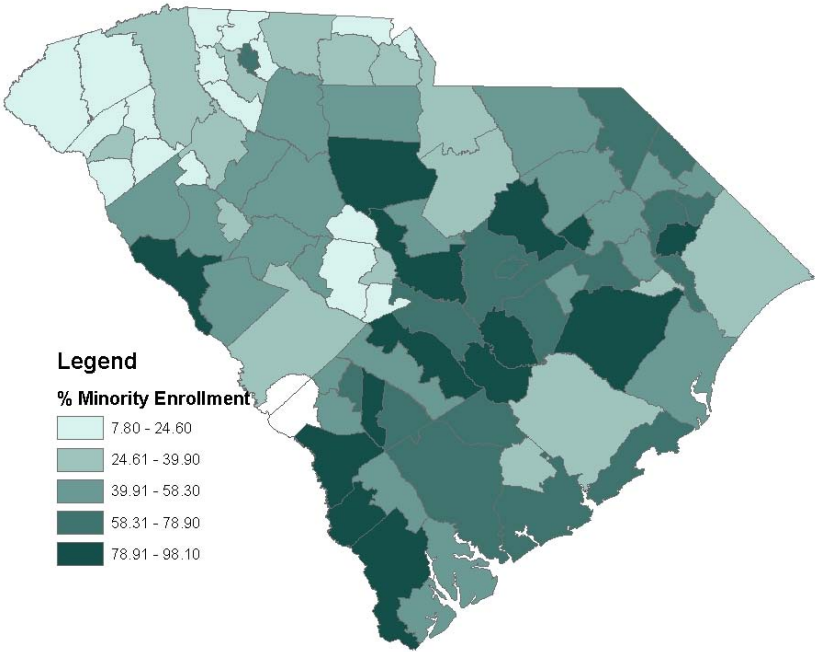 Legend
% Minority Enrollment
7.80 - 24.60
24.61 - 39.90
39.91 - 58.30
58.31 - 78.90
78.91 - 98.10